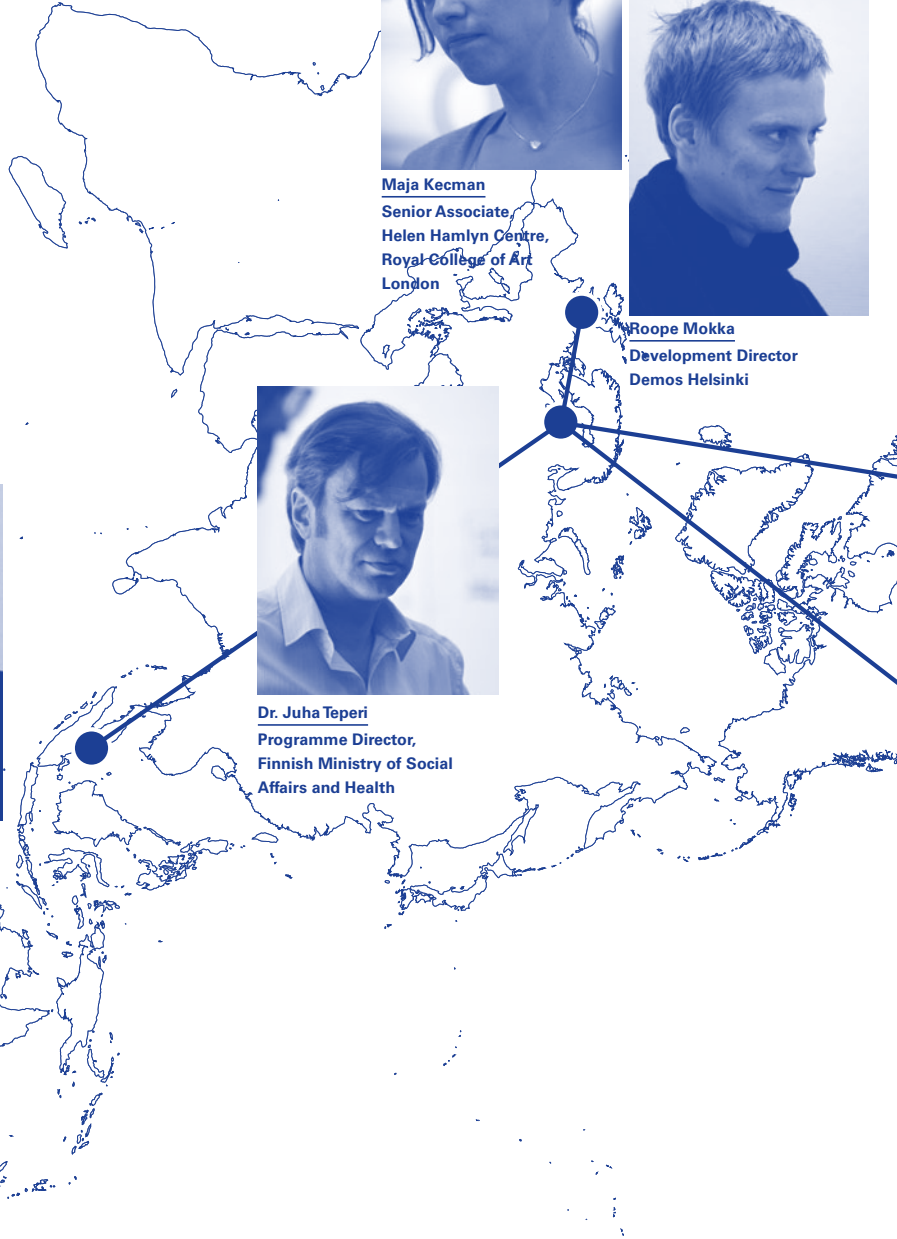 Maja Kecman
Senior Associate,
Helen Hamlyn Centre,
Royal College of Art
London
Roope Mokka
Development Director
Demos Helsinki
Dr. Juha Teperi
Programme Director,
Finnish Ministry of Social
Affairs and Health